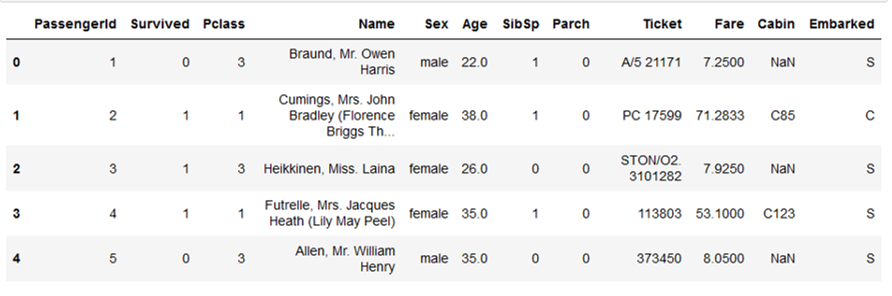 PassengerId Survived Pclass Name Sex Age SibSp Parch Ticket Fare Cabin Embarked
0 1 0 3 Braund, Mr. Owen Harris male 22.0 1 0 A/5 21171 7.2500 NaN S
1 2 1 1 Cumings, Mrs. John Bradley (Florence Briggs Th... female 38.0 1 0 PC 17599 71.2833 C85 C
2 3 1 3 Heikkinen, Miss. Laina female 26.0 0 0 STON/O2. 3101282 7.9250 NaN S
3 4 1 1 Futrelle, Mrs. Jacques Heath (Lily May Peel) female 35.0 1 0 113803 53.1000 C123 S
4 5 0 3 Allen, Mr. William Henry male 35.0 0 0 373450 8.0500 NaN S